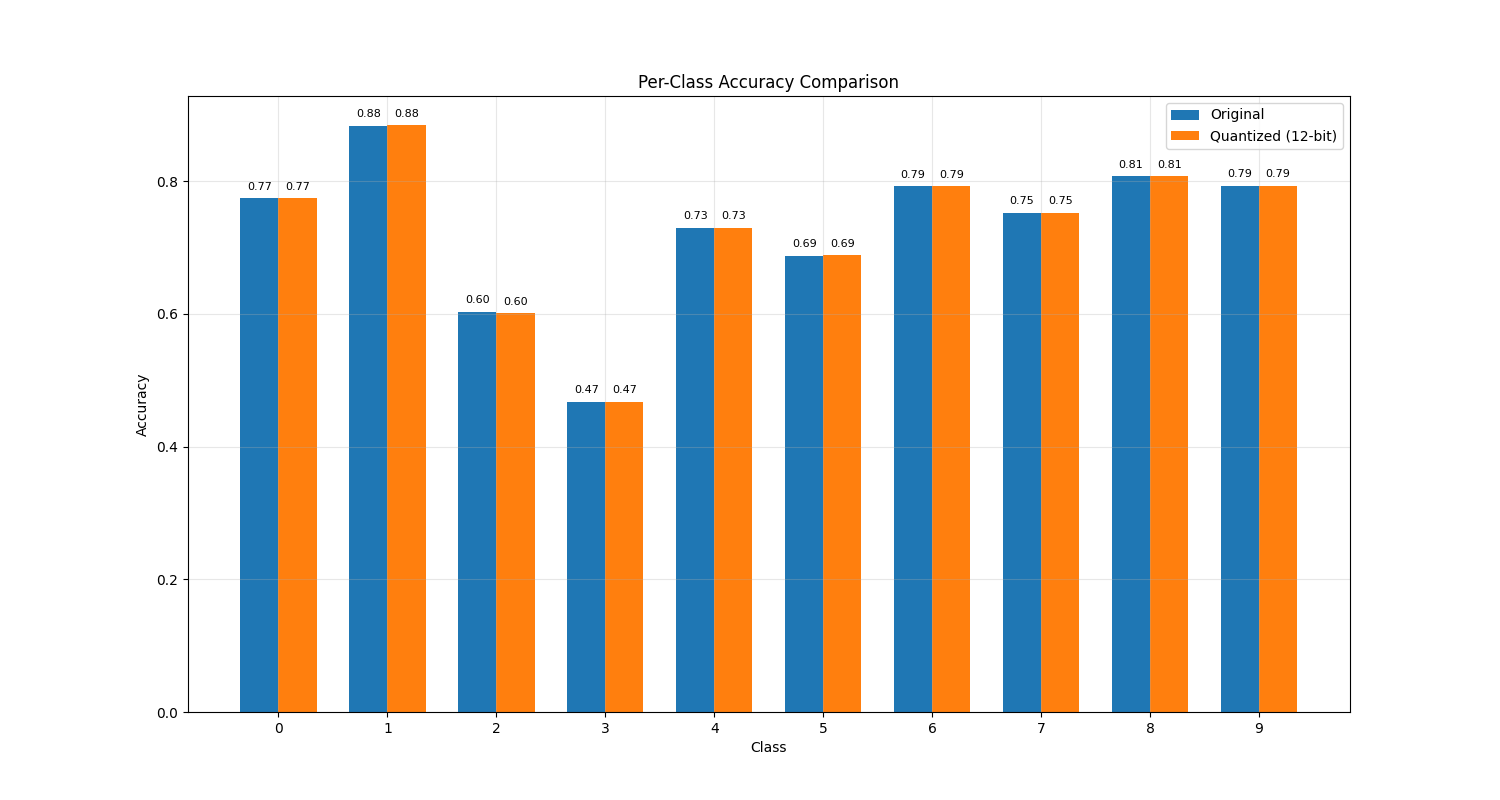 Per-Class Accuracy Comparison
Original
Quantized (12-bit)
0.88 0.88
0.81 0.81
0.79 0.79
0.79 0.79
0.77 0.77
0.75 0.75
0.73 0.73
0.69 0.69
0.60 0.60
0.47 0.47
0.8
0.6
0.4
0.2
0.0
Accuracy
0 1 2 3 4 5 6 7 8 9
Class